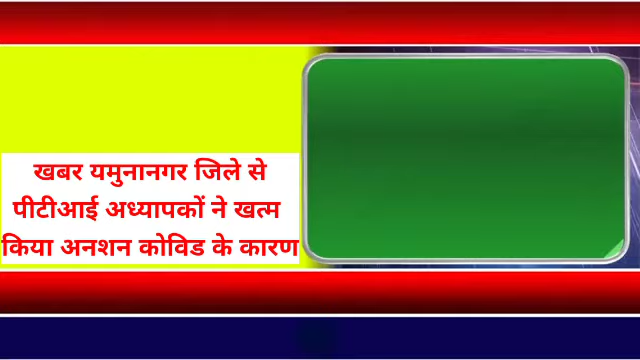 खबर यमुनानगर जिले से
पीटीआई अध्यापकों ने खत्म
किया अनशन कोविड के कारण